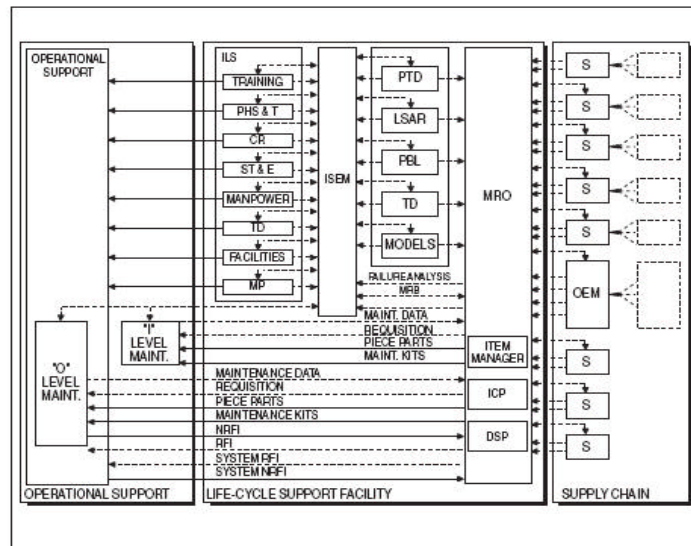 OPERATIONAL
SUPPORT
ILS
TRAINING
PHS & T
CR
ST & E
MANPOWER
TD
FACILITIES
MP
ISEM
PTD
LSAR
PBL
TD
MODELS
MRO
S
S
S
S
S
OEM
S
S
S
FAILURE ANALYSIS
MRB
MAINT. DATA
REQUISITION
PIECE PARTS
MAINT. KITS
"I"
LEVEL
MAINT.
"O"
LEVEL
MAINT.
ITEM
MANAGER
ICP
DSP
MAINTENANCE DATA
REQUISITION
PIECE PARTS
MAINTENANCE KITS
NRFI
RFI
SYSTEM RFI
SYSTEM NRFI
OPERATIONAL SUPPORT
LIFE-CYCLE SUPPORT FACILITY
SUPPLY CHAIN